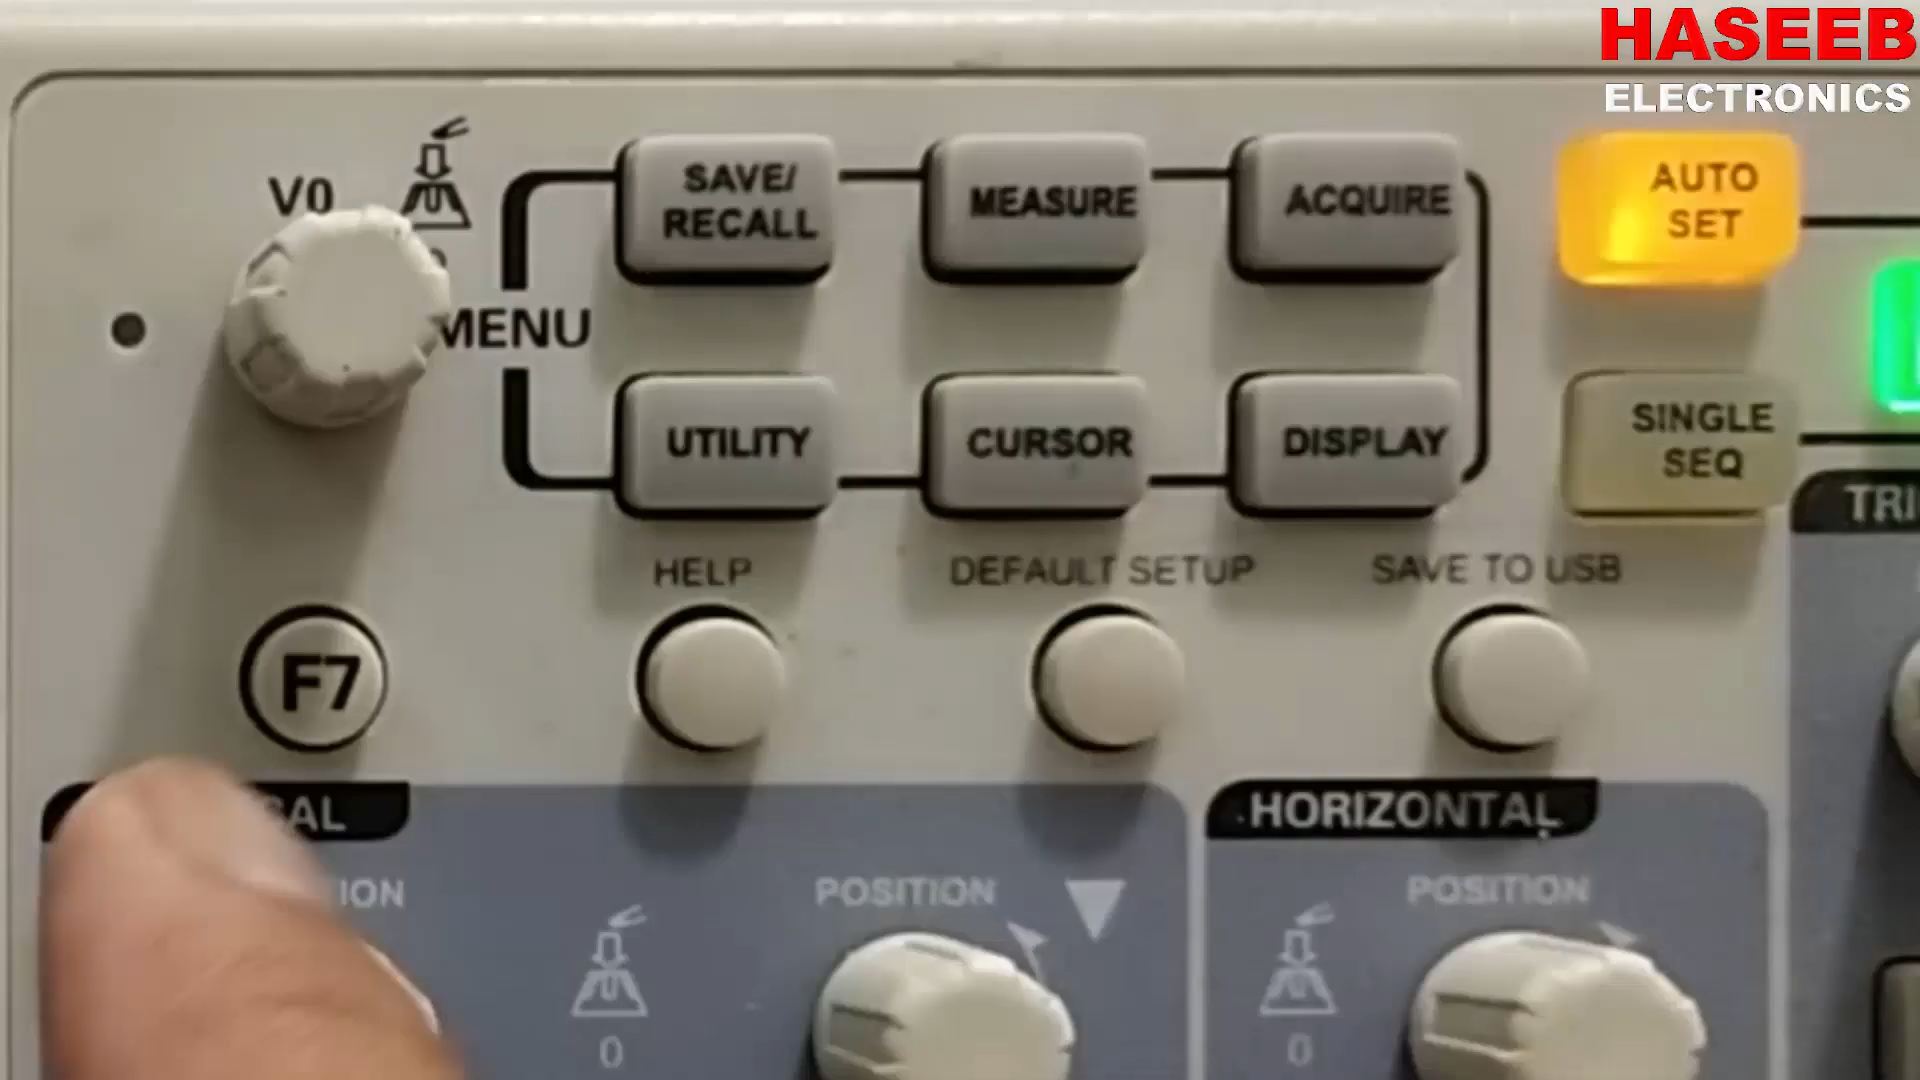 HASEEB
ELECTRONICS
V0
MENU
SAVE/
RECALL
MEASURE
ACQUIRE
AUTO
SET
UTILITY
CURSOR
DISPLAY
SINGLE
SEQ
HELP
DEFAULT SETUP
SAVE TO USB
F7
HORIZONTAL
POSITION
POSITION
0
0